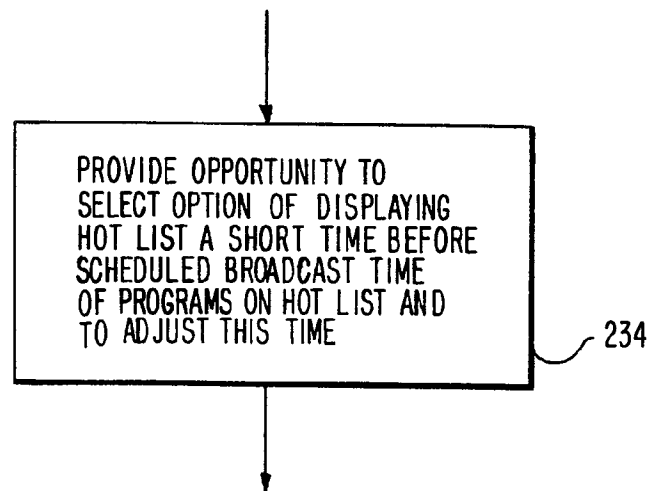 PROVIDE OPPORTUNITY TO
SELECT OPTION OF DISPLAYING
HOT LIST A SHORT TIME BEFORE
SCHEDULED BROADCAST TIME
OF PROGRAMS ON HOT LIST AND
TO ADJUST THIS TIME
234